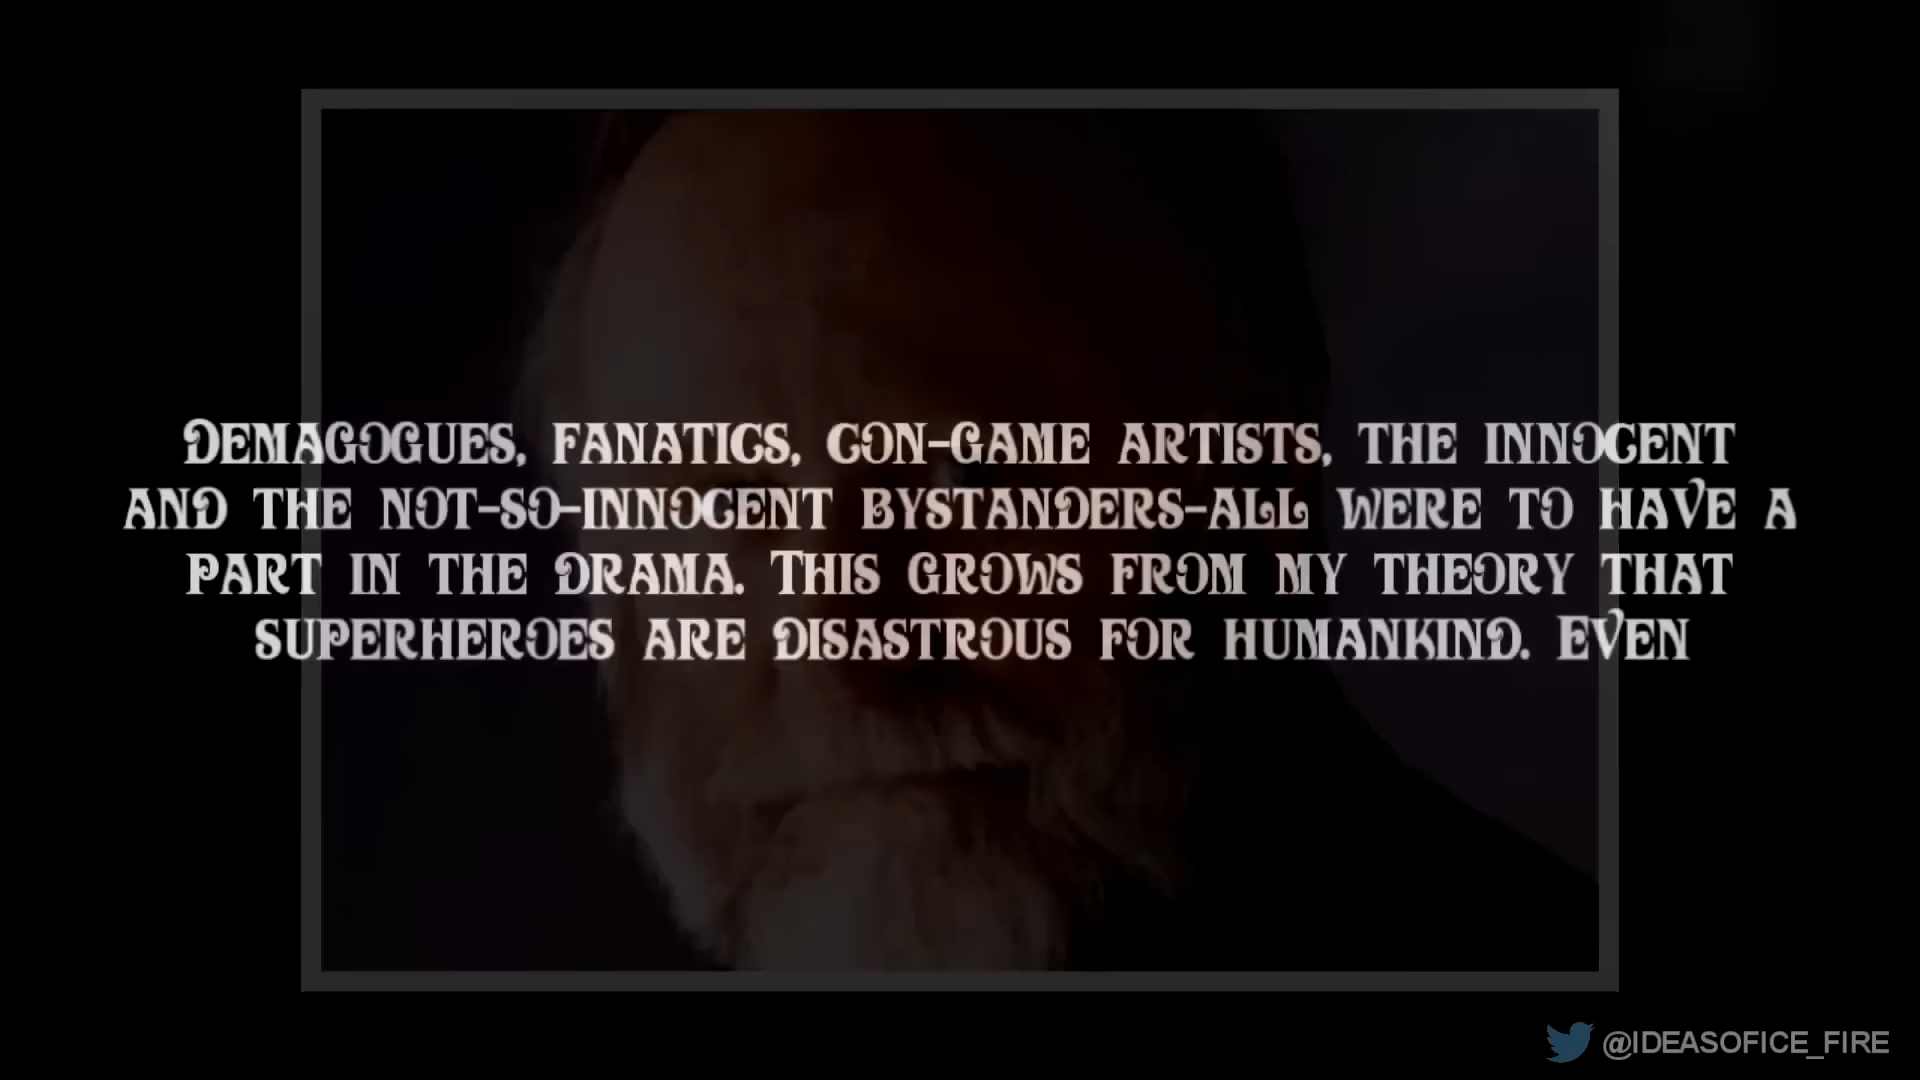 Demagogues, fanatics, con-game artists, the innocent
and the not-so-innocent bystanders-all were to have a
part in the drama. This grows from my theory that
superheroes are disastrous for humankind. Even
@IDEASOFICE_FIRE